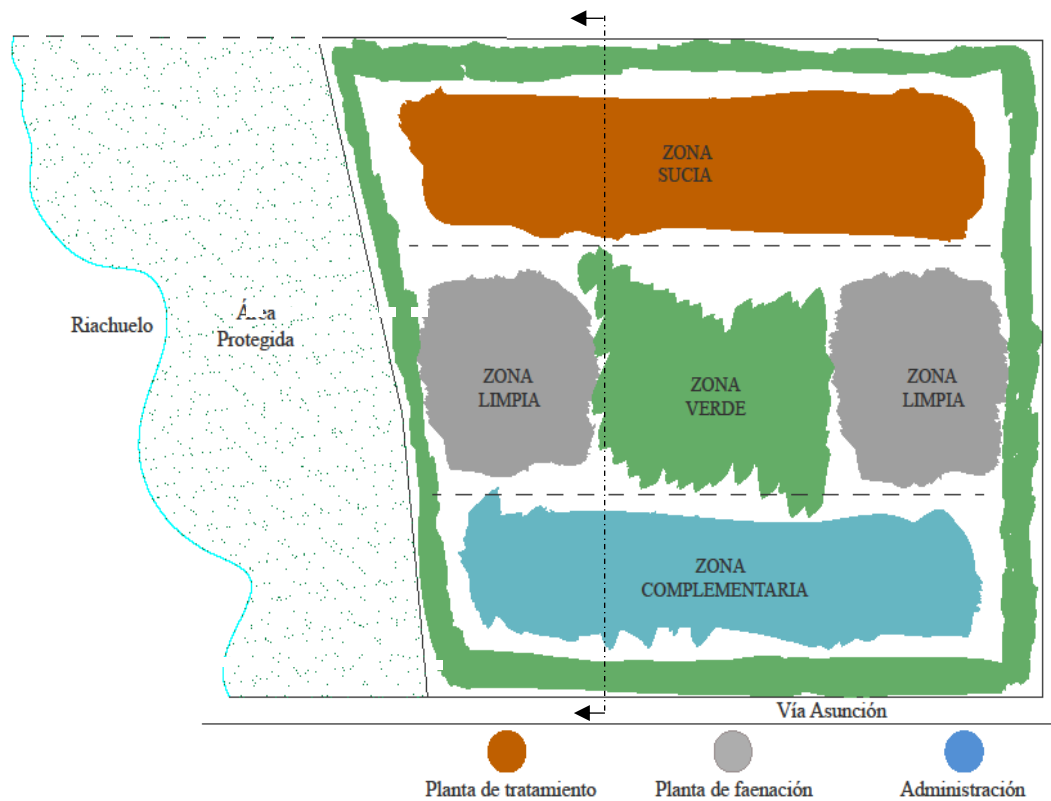 ZONA
SUCIA
Riachuelo
Área
Protegida
ZONA
LIMPIA
ZONA
VERDE
ZONA
LIMPIA
ZONA
COMPLEMENTARIA
Vía Asunción
Planta de tratamiento
Planta de faenación
Administración